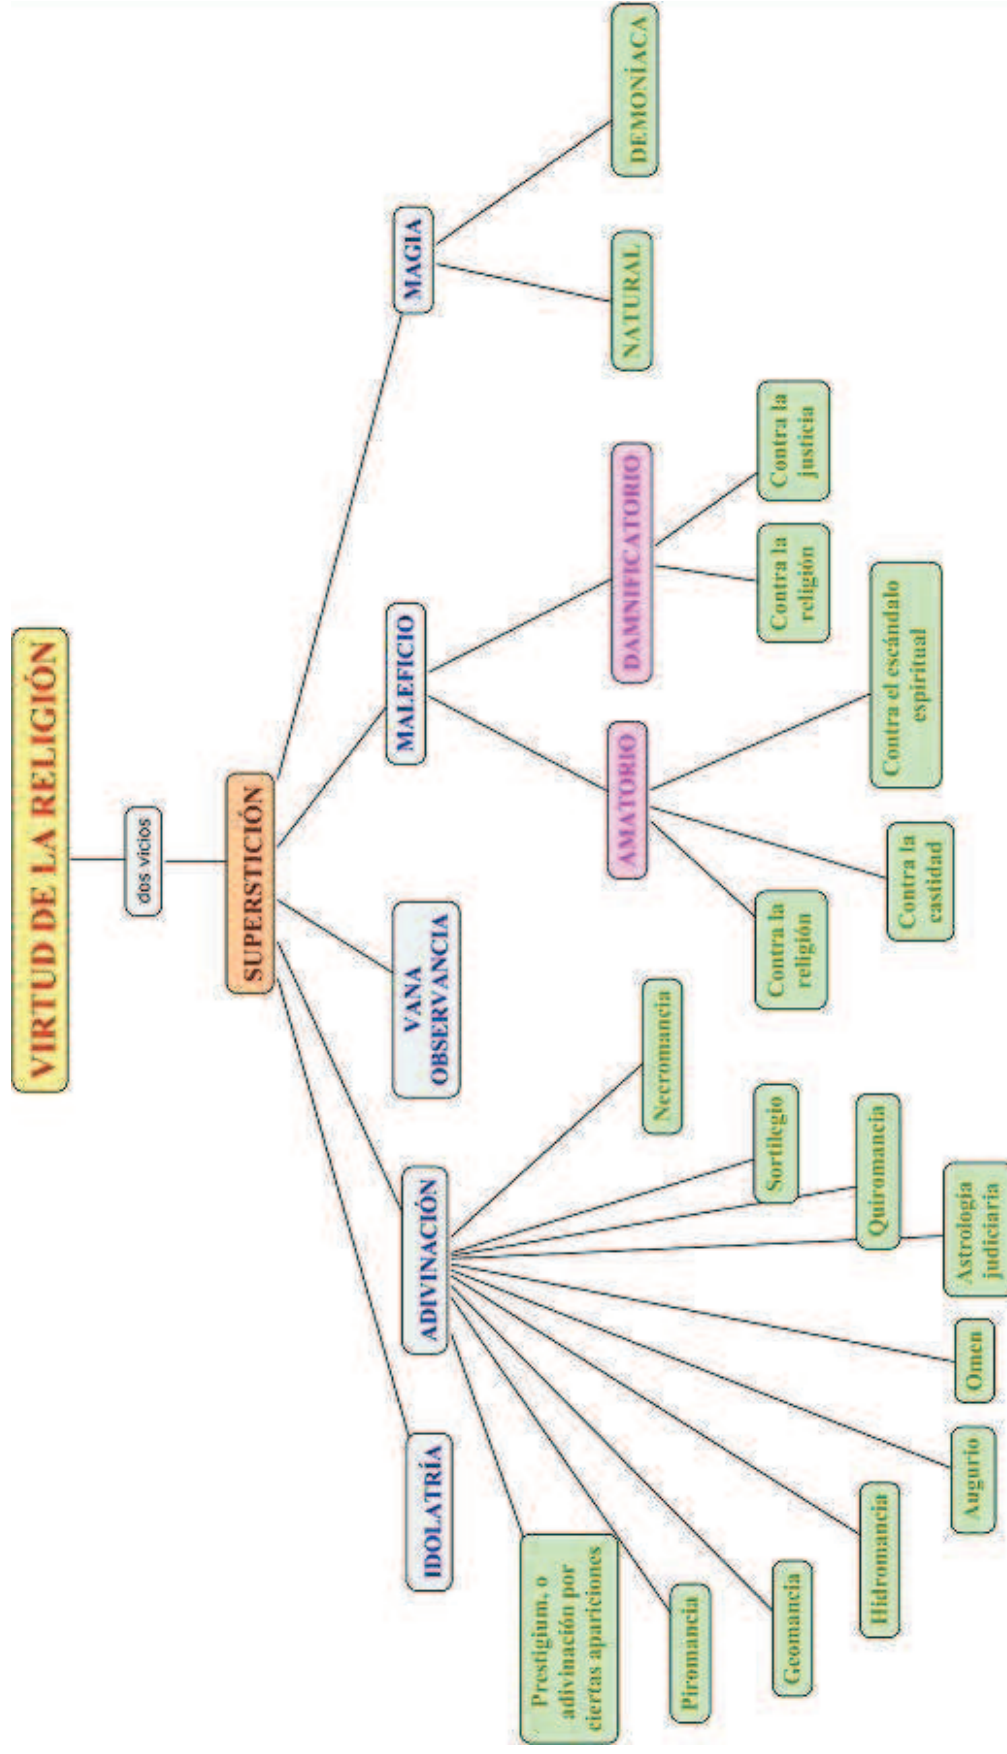 VIRTUD DE LA RELIGIÓN
dos vicios
SUPERSTICIÓN
IDOLATRÍA
ADIVINACIÓN
VANA
OBSERVANCIA
MALEFICIO
MAGIA
Prestigium, o
adivinación por
ciertas apariciones
Piromancia
Geomancia
Hidromancia
Augurio
Omen
Astrología
judiciaria
Quiromancia
Sortilegio
Necromancia
AMATORIO
DAMNIFICATORIO
Contra la
religión
Contra la
castidad
Contra el escándalo
espiritual
Contra la
religión
Contra la
justicia
NATURAL
DEMONÍACA